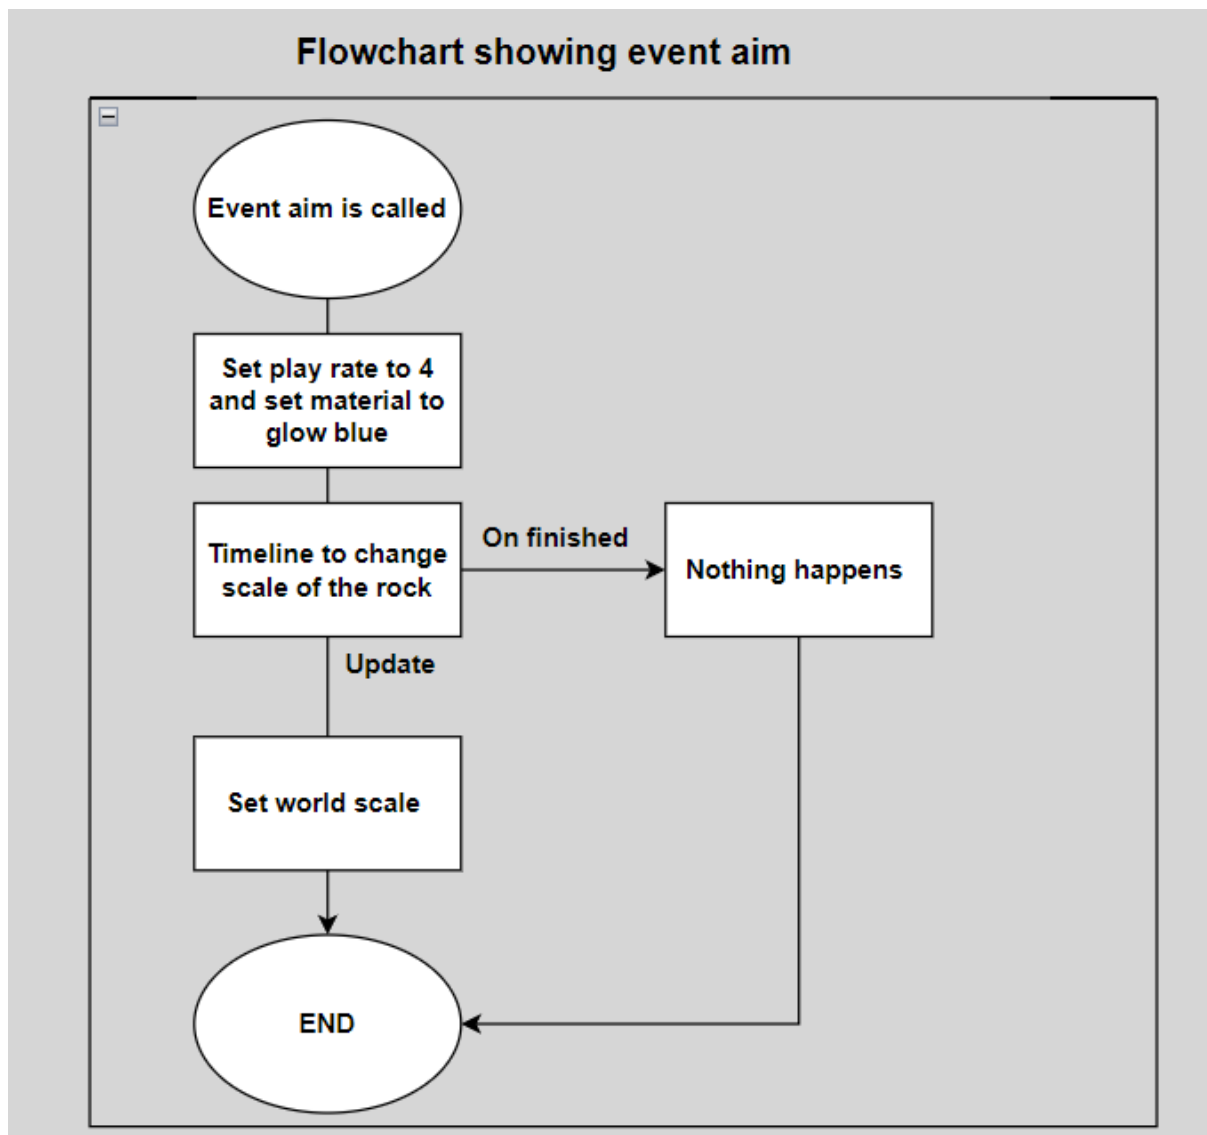 Flowchart showing event aim
Event aim is called
Set play rate to 4
and set material to
glow blue
Timeline to change
scale of the rock
On finished
Nothing happens
Update
Set world scale
END